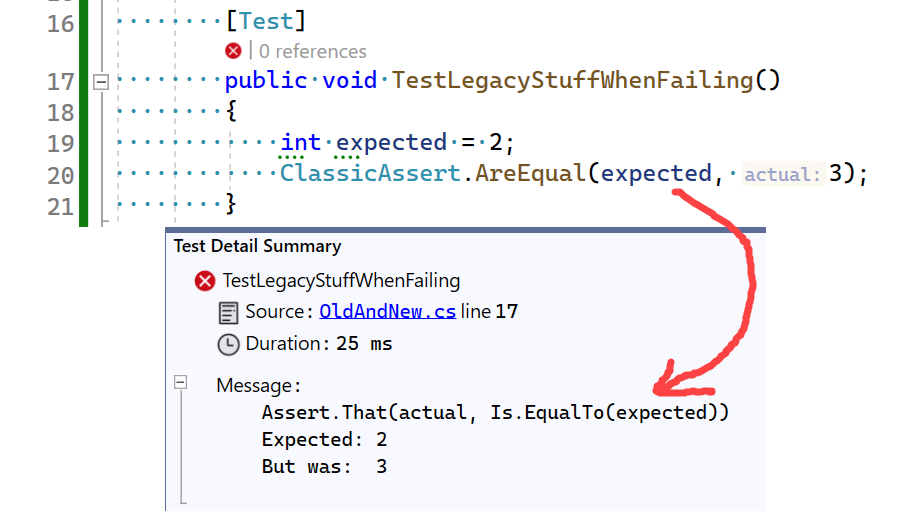 16 [Test]
| 0 references
17 public void TestLegacyStuffWhenFailing()
18 {
19 int expected = 2;
20 ClassicAssert.AreEqual(expected, actual: 3);
21 }
Test Detail Summary
TestLegacyStuffWhenFailing
Source: OldAndNew.cs line 17
Duration: 25 ms
Message:
Assert.That(actual, Is.EqualTo(expected))
Expected: 2
But was: 3